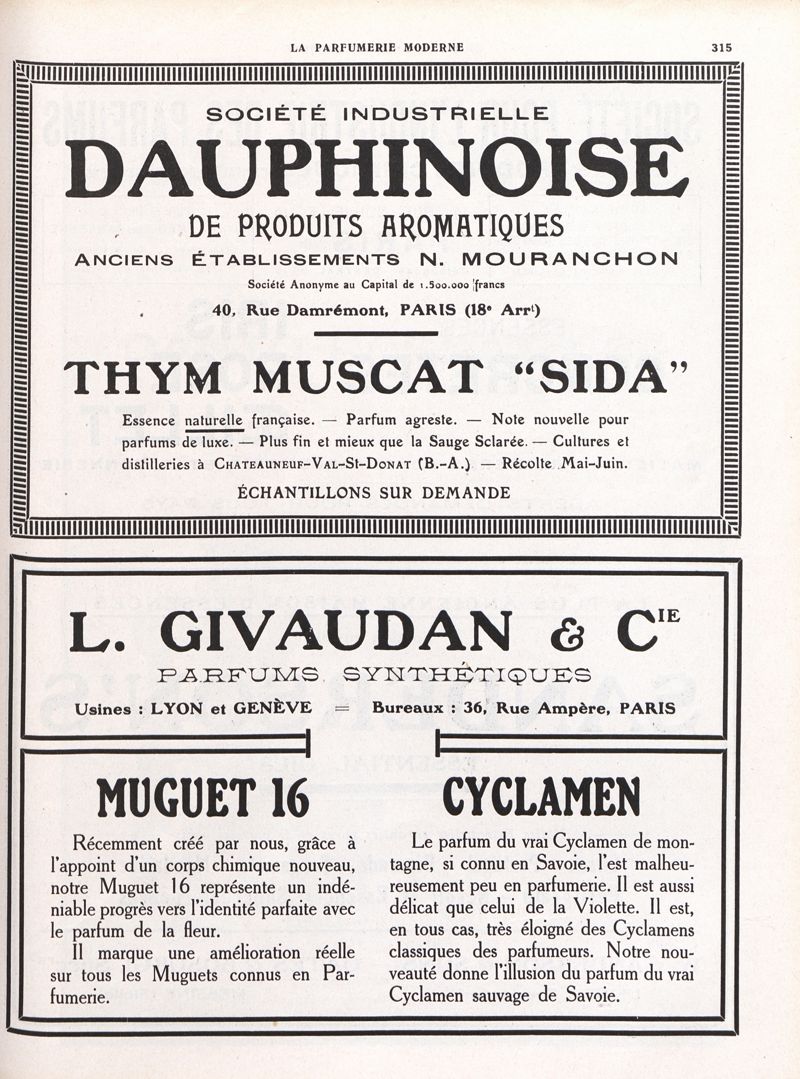 LA PARFUMERIE MODERNE 315
SOCIÉTÉ INDUSTRIELLE
DAUPHINOISE
DE PRODUITS AROMATIQUES
ANCIENS ÉTABLISSEMENTS N. MOURANCHON
Société Anonyme au Capital de 1.500.000 francs
40, Rue Damrémont, PARIS (18e Arrt)
THYM MUSCAT “SIDA”
Essence naturelle française. — Parfum agreste. — Note nouvelle pour
parfums de luxe. — Plus fin et mieux que la Sauge Sclarée. — Cultures et
distilleries à CHATEAUNEUF-VAL-St-DONAT (B.-A.) — Récolte Mai-Juin.
ÉCHANTILLONS SUR DEMANDE
L. GIVAUDAN & CIE
PARFUMS SYNTHÉTIQUES
Usines : LYON et GENÈVE = Bureaux : 36, Rue Ampère, PARIS
MUGUET 16
Récemment créé par nous, grâce à
l'appoint d'un corps chimique nouveau,
notre Muguet 16 représente un indé-
niable progrès vers l'identité parfaite avec
le parfum de la fleur.
Il marque une amélioration réelle
sur tous les Muguets connus en Par-
fumerie.
CYCLAMEN
Le parfum du vrai Cyclamen de mon-
tagne, si connu en Savoie, l'est malheu-
reusement peu en parfumerie. Il est aussi
délicat que celui de la Violette. Il est,
en tous cas, très éloigné des Cyclamens
classiques des parfumeurs. Notre nou-
veauté donne l'illusion du parfum du vrai
Cyclamen sauvage de Savoie.